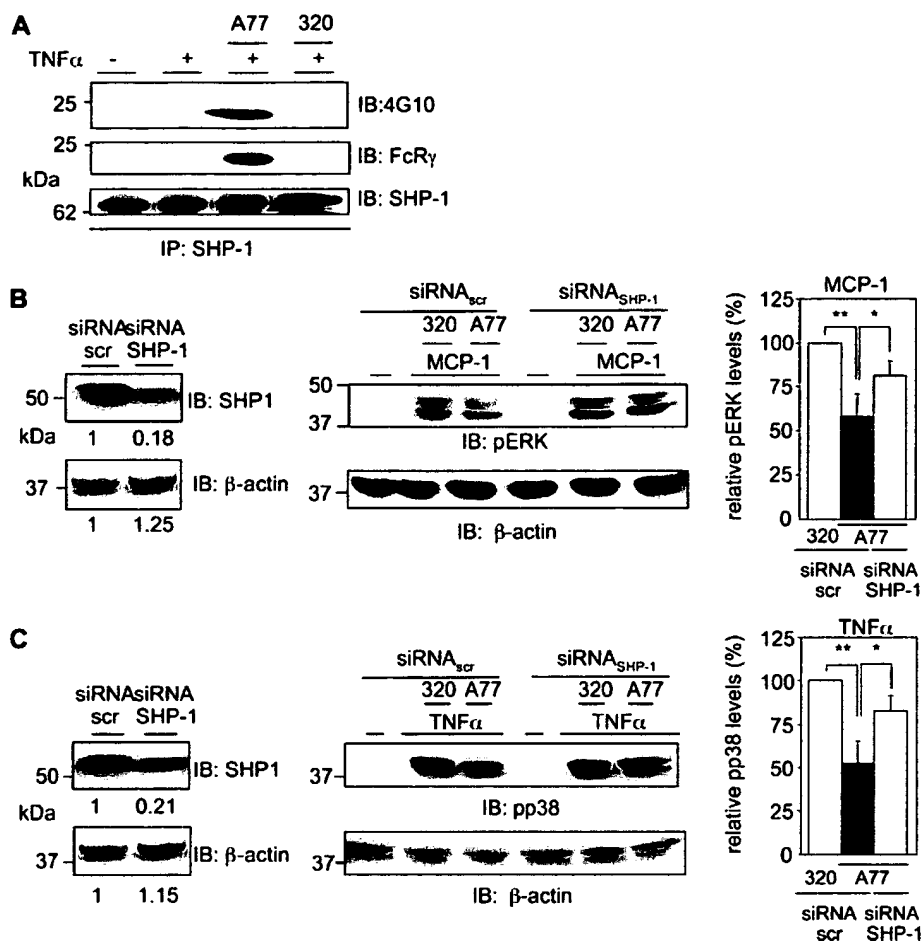 A
A77 320
TNFα - + + +
25
IB:4G10
25
IB: FcRγ
kDa
62
IB: SHP-1
IP: SHP-1
B
siRNA siRNA
scr SHP-1
50
IB: SHP1
kDa
1 0.18
37
IB: β-actin
1 1.25
siRNAscr siRNASHP-1
320 A77 320 A77
– MCP-1 – MCP-1
50
37
IB: pERK
37
IB: β-actin
MCP-1
relative pERK levels (%)
125
100
75
50
25
0
** *
320 A77
siRNA siRNA
scr SHP-1
C
siRNA siRNA
scr SHP-1
50
IB: SHP1
kDa
1 0.21
37
IB: β-actin
1 1.15
siRNAscr siRNASHP-1
320 A77 320 A77
– TNFα – TNFα
37
IB: pp38
37
IB: β-actin
TNFα
relative pp38 levels (%)
125
100
75
50
25
0
** *
320 A77
siRNA siRNA
scr SHP-1